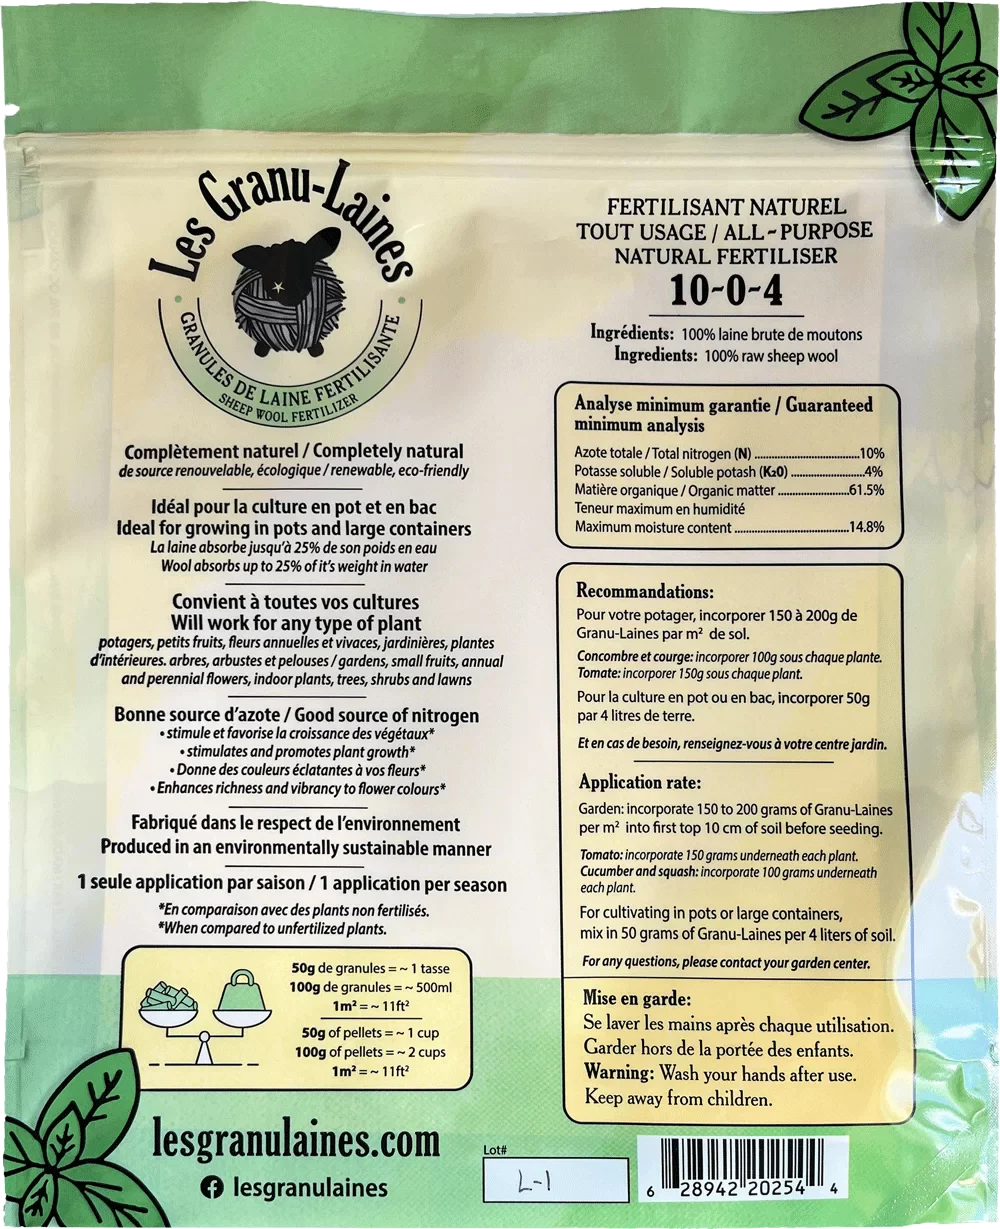 Les Granu-Laines
GRANULES DE LAINE FERTILISANTE
SHEEP WOOL FERTILIZER
Complètement naturel / Completely natural
de source renouvelable, écologique / renewable, eco-friendly
Idéal pour la culture en pot et en bac
Ideal for growing in pots and large containers
La laine absorbe jusqu'à 25% de son poids en eau
Wool absorbs up to 25% of it's weight in water
Convient à toutes vos cultures
Will work for any type of plant
potagers, petits fruits, fleurs annuelles et vivaces, jardinières, plantes
d'intérieures. arbres, arbustes et pelouses / gardens, small fruits, annual
and perennial flowers, indoor plants, trees, shrubs and lawns
Bonne source d'azote / Good source of nitrogen
• stimule et favorise la croissance des végétaux*
• stimulates and promotes plant growth*
• Donne des couleurs éclatantes à vos fleurs*
• Enhances richness and vibrancy to flower colours*
Fabriqué dans le respect de l'environnement
Produced in an environmentally sustainable manner
1 seule application par saison / 1 application per season
*En comparaison avec des plants non fertilisés.
*When compared to unfertilized plants.
50g de granules = ~ 1 tasse
100g de granules = ~ 500ml
1m² = ~ 11ft²
50g of pellets = ~ 1 cup
100g of pellets = ~ 2 cups
1m² = ~ 11ft²
lesgranulaines.com
lesgranulaines
FERTILISANT NATUREL
TOUT USAGE / ALL-PURPOSE
NATURAL FERTILISER
10-0-4
Ingrédients: 100% laine brute de moutons
Ingredients: 100% raw sheep wool
Analyse minimum garantie / Guaranteed
minimum analysis
Azote totale / Total nitrogen (N) ...........................10%
Potasse soluble / Soluble potash (K₂0) ...................4%
Matière organique / Organic matter ..................61.5%
Teneur maximum en humidité
Maximum moisture content .............................14.8%
Recommandations:
Pour votre potager, incorporer 150 à 200g de
Granu-Laines par m² de sol.
Concombre et courge: incorporer 100g sous chaque plante.
Tomate: incorporer 150g sous chaque plant.
Pour la culture en pot ou en bac, incorporer 50g
par 4 litres de terre.
Et en cas de besoin, renseignez-vous à votre centre jardin.
Application rate:
Garden: incorporate 150 to 200 grams of Granu-Laines
per m² into first top 10 cm of soil before seeding.
Tomato: incorporate 150 grams underneath each plant.
Cucumber and squash: incorporate 100 grams underneath
each plant.
For cultivating in pots or large containers,
mix in 50 grams of Granu-Laines per 4 liters of soil.
For any questions, please contact your garden center.
Mise en garde:
Se laver les mains après chaque utilisation.
Garder hors de la portée des enfants.
Warning: Wash your hands after use.
Keep away from children.
Lot#
L-1
6 28942 20254 4